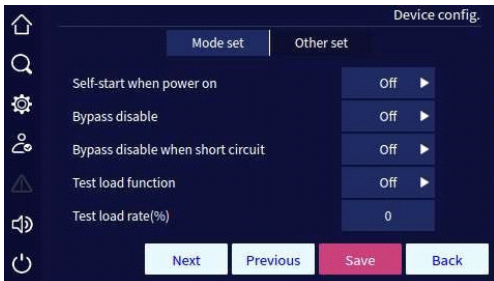 Device config.
Mode set Other set
Self-start when power on Off
Bypass disable Off
Bypass disable when short circuit Off
Test load function Off
Test load rate(%) 0
Next Previous Save Back